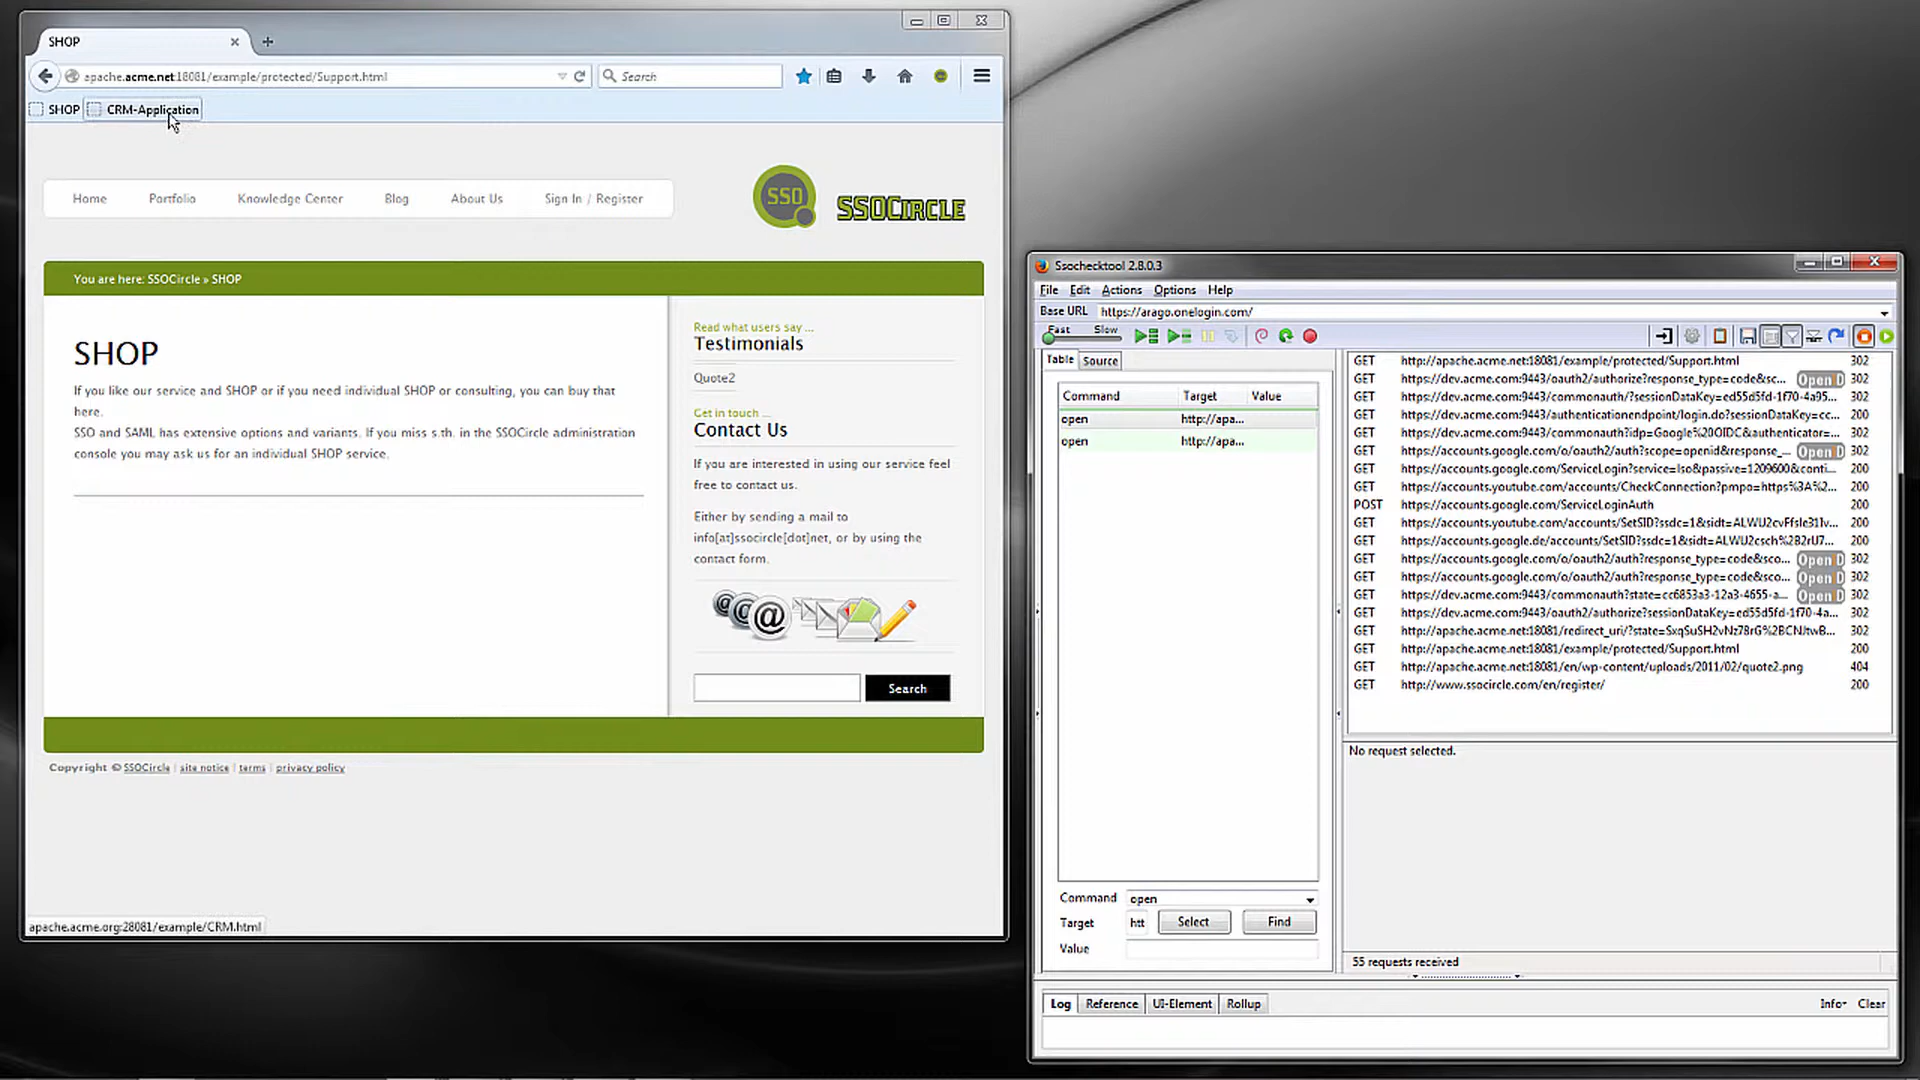 SHOP
apache.acme.net:18081/example/protected/Support.html
Search
SHOP
CRM-Application
Home
Portfolio
Knowledge Center
Blog
About Us
Sign In / Register
SSO
SSOCIRCLE
You are here: SSOCircle » SHOP
SHOP
If you like our service and SHOP or if you need individual SHOP or consulting, you can buy that
here.
SSO and SAML has extensive options and variants. If you miss s.th. in the SSOCircle administration
console you may ask us for an individual SHOP service.
Read what users say ...
Testimonials
Quote2
Get in touch ...
Contact Us
If you are interested in using our service feel
free to contact us.
Either by sending a mail to
info[at]ssocircle[dot]net, or by using the
contact form.
Search
Copyright © SSOCircle | site notice | terms | privacy policy
apache.acme.org:28081/example/CRM.html
Ssochecktool 2.8.0.3
File Edit Actions Options Help
Base URL https://arago.onelogin.com/
Fast Slow
Table Source
Command Target Value
open http://apa...
open http://apa...
Command open
Target htt Select Find
Value
GET http://apache.acme.net:18081/example/protected/Support.html 302
GET https://dev.acme.com:9443/oauth2/authorize?response_type=code&sc... Open D 302
GET https://dev.acme.com:9443/commonauth/?sessionDataKey=ed55d5fd-1f70-4a95... 302
GET https://dev.acme.com:9443/authenticationendpoint/login.do?sessionDataKey=cc... 200
GET https://dev.acme.com:9443/commonauth?idp=Google%20OIDC&authenticator=... 302
GET https://accounts.google.com/o/oauth2/auth?scope=openid&response_... Open D 302
GET https://accounts.google.com/ServiceLogin?service=lso&passive=1209600&conti... 200
GET https://accounts.youtube.com/accounts/CheckConnection?pmpo=https%3A%2... 200
POST https://accounts.google.com/ServiceLoginAuth 200
GET https://accounts.youtube.com/accounts/SetSID?ssdc=1&sidt=ALWU2cvFfsle31lv... 200
GET https://accounts.google.de/accounts/SetSID?ssdc=1&sidt=ALWU2csch%2B2rU7... 200
GET https://accounts.google.com/o/oauth2/auth?response_type=code&sco... Open D 302
GET https://accounts.google.com/o/oauth2/auth?response_type=code&sco... Open D 302
GET https://dev.acme.com:9443/commonauth?state=cc6853a3-12a3-4655-a... Open D 302
GET https://dev.acme.com:9443/oauth2/authorize?sessionDataKey=ed55d5fd-1f70-4a... 302
GET http://apache.acme.net:18081/redirect_uri/?state=SxqSuSH2vNz78rG%2BCNJtwB... 302
GET http://apache.acme.net:18081/example/protected/Support.html 200
GET http://apache.acme.net:18081/en/wp-content/uploads/2011/02/quote2.png 404
GET http://www.ssocircle.com/en/register/ 200
No request selected.
55 requests received
Log Reference UI-Element Rollup
Info Clear